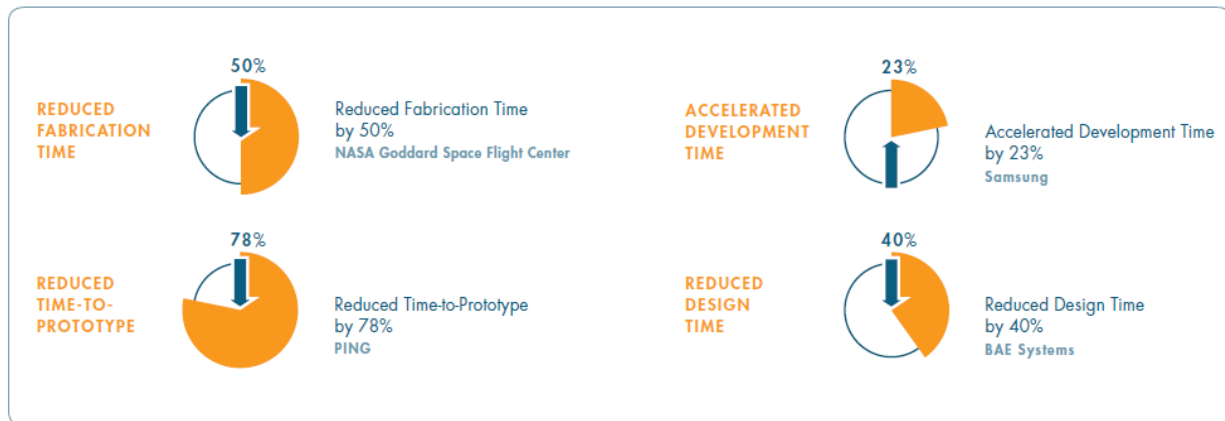 50%
REDUCED
FABRICATION
TIME
Reduced Fabrication Time
by 50%
NASA Goddard Space Flight Center
23%
ACCELERATED
DEVELOPMENT
TIME
Accelerated Development Time
by 23%
Samsung
78%
REDUCED
TIME-TO-
PROTOTYPE
Reduced Time-to-Prototype
by 78%
PING
40%
REDUCED
DESIGN
TIME
Reduced Design Time
by 40%
BAE Systems